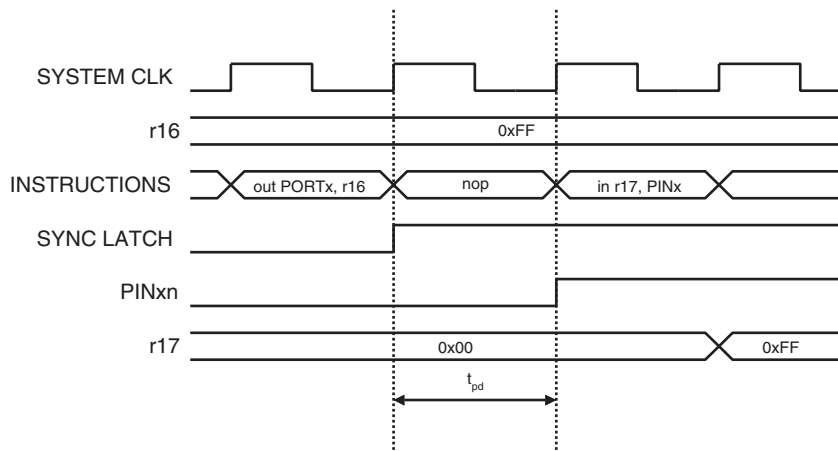 SYSTEM CLK
r16
0xFF
INSTRUCTIONS
out PORTx, r16
nop
in r17, PINx
SYNC LATCH
PINxn
r17
0x00
0xFF
tpd